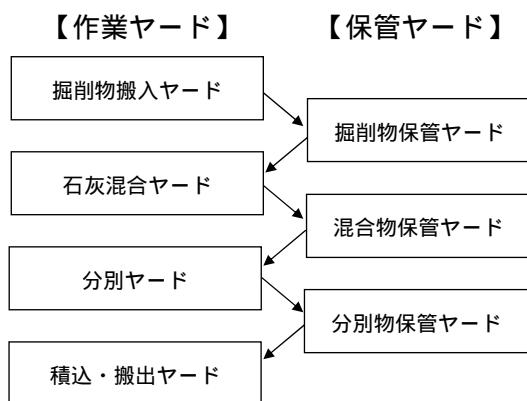 【作業ヤード】
【保管ヤード】
掘削物搬入ヤード
掘削物保管ヤード
石灰混合ヤード
混合物保管ヤード
分別ヤード
分別物保管ヤード
積込・搬出ヤード